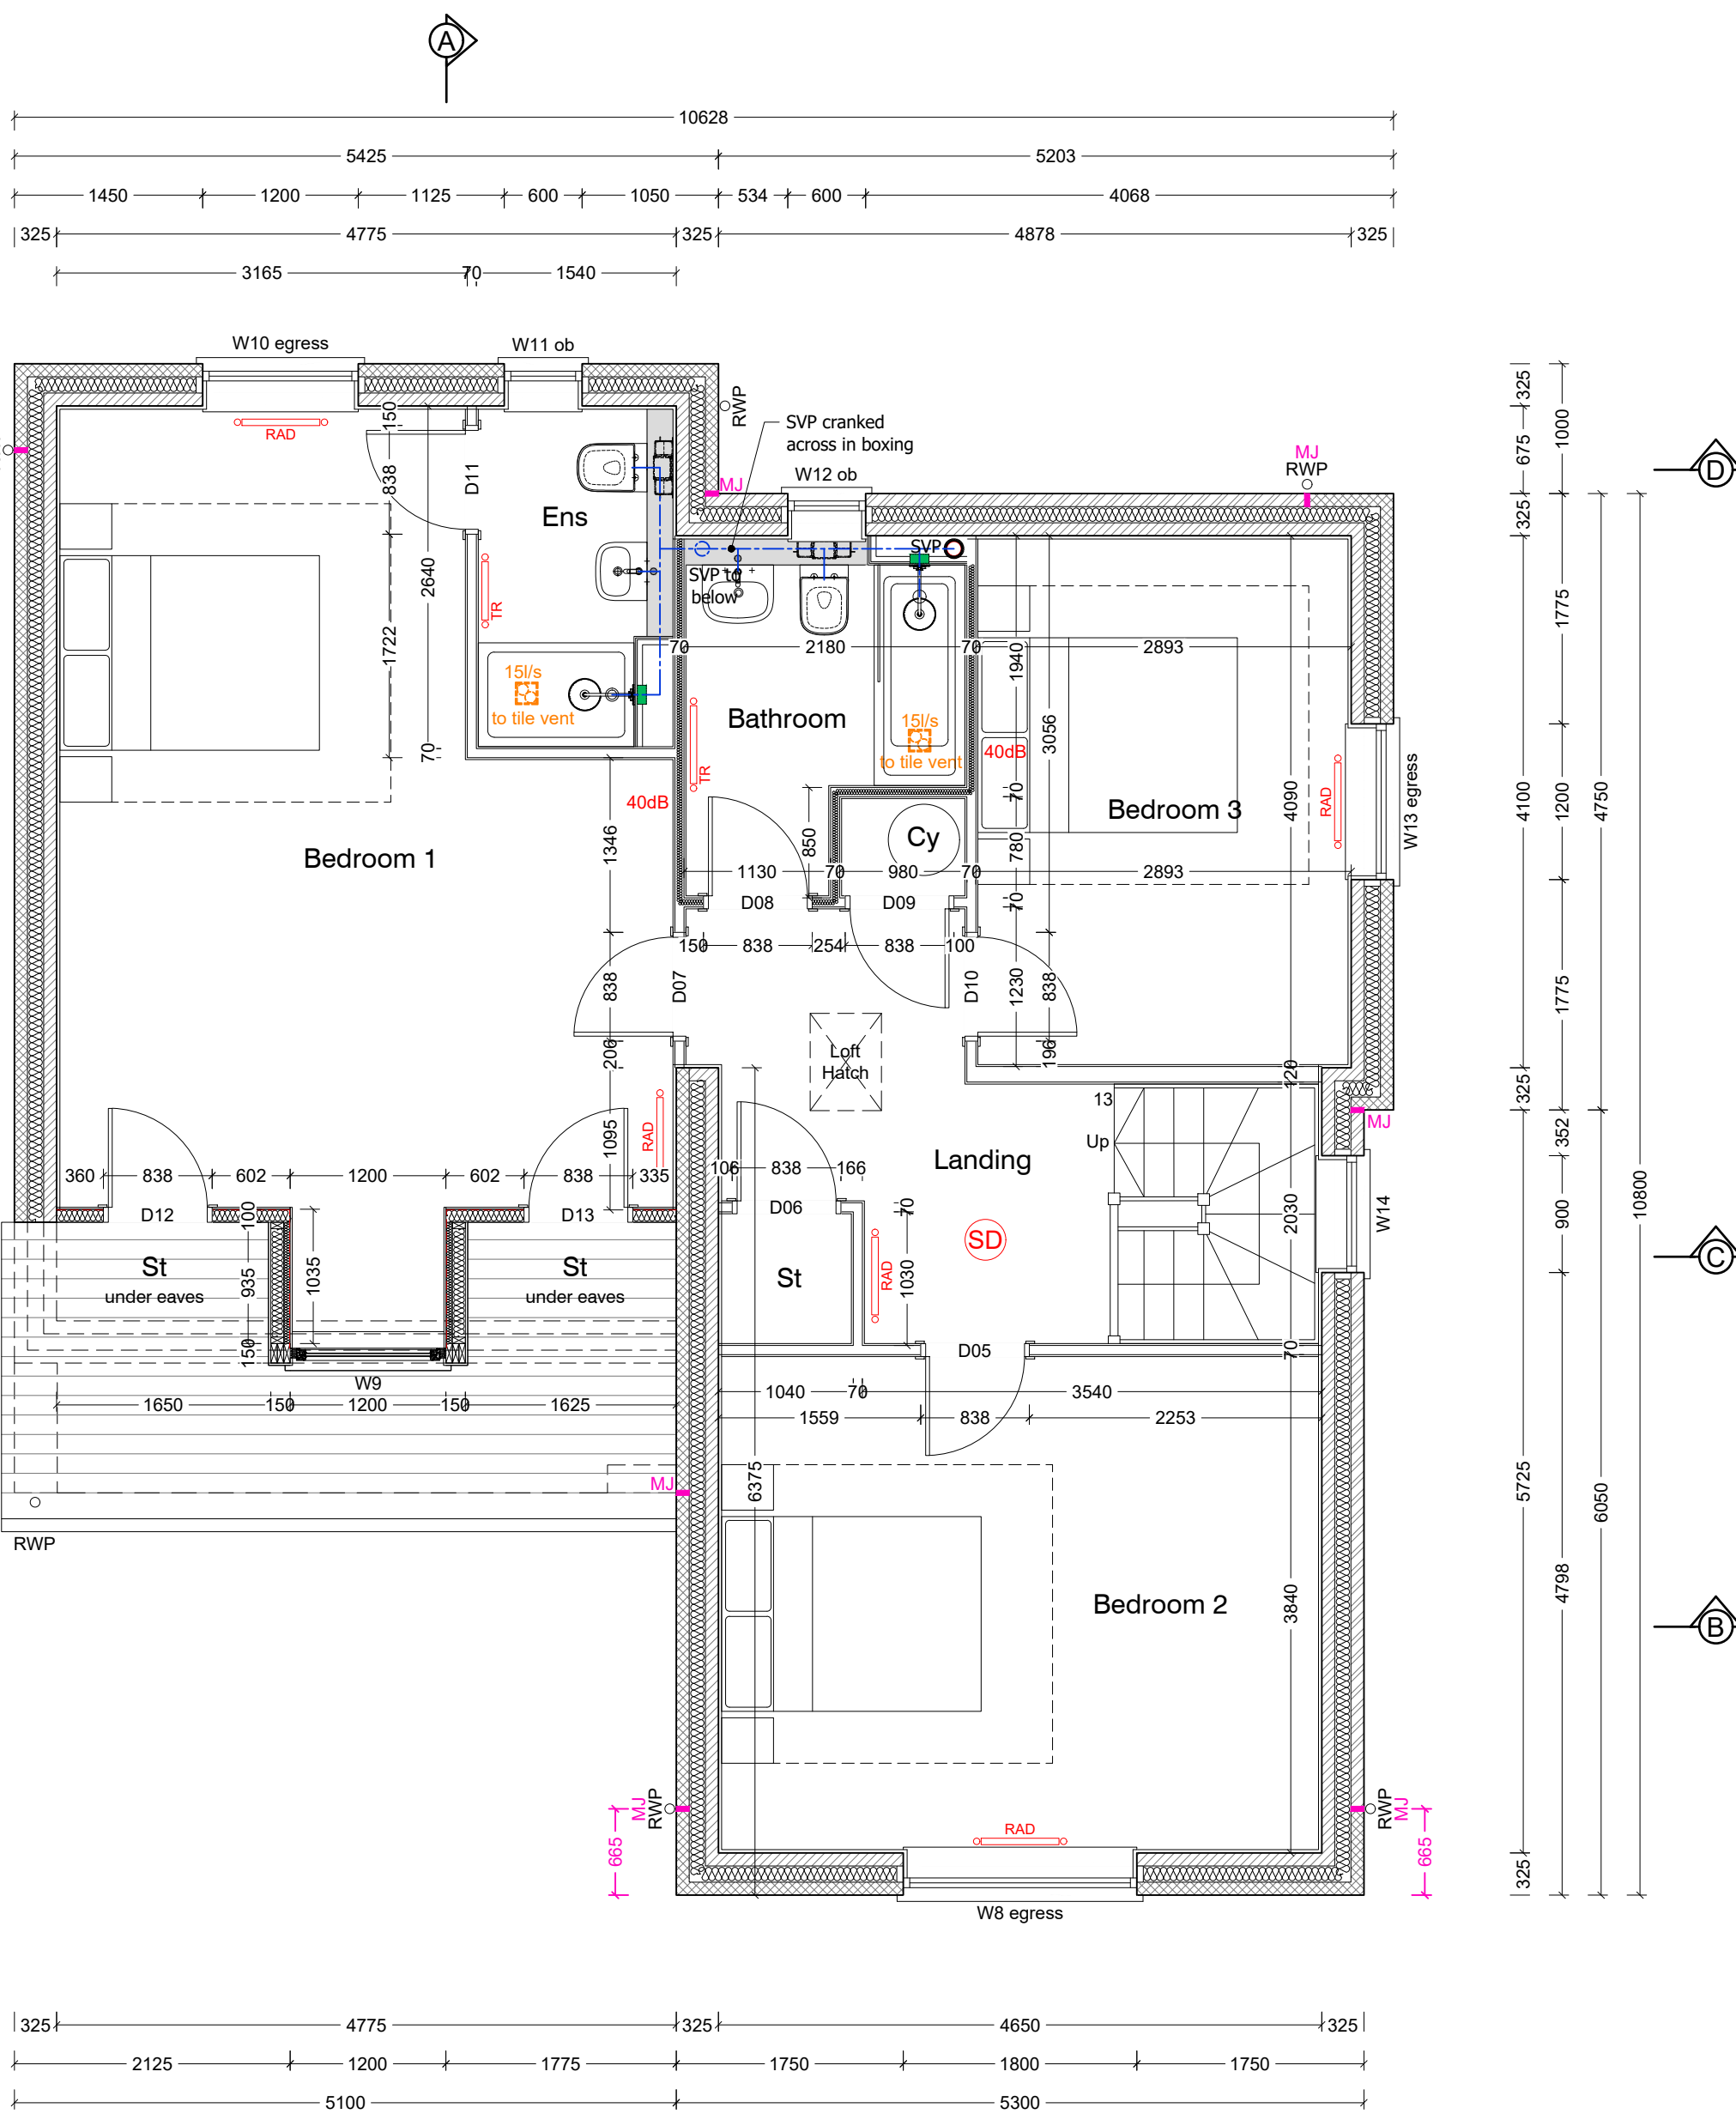 A
10628
5425 5203
1450 1200 1125 600 1050 534 600 4068
325 4775 325 4878 325
3165 70 1540
W10 egress W11 ob
RWP
SVP cranked
across in boxing
W12 ob
MJ
MJ
RWP
D
RAD
150
838
D11
Ens
2640
1722
TR
70
SVP
SVP to
below
70 2180 70 2893
1940
3056
4090
15l/s
to tile vent
Bathroom
15l/s
to tile vent
40dB
TR
40dB
70
Bedroom 3
RAD
W13 egress
Bedroom 1
1346
850
Cy
780
1130 70 980 70 2893
70
D08 D09
150 838 254 838 100
838
D07
D10
1230
838
206
196
Loft
Hatch
120
13
MJ
Up
RAD
1095
Landing
360 838 602 1200 602 838 335
106 838 166
D12 D13 D06
100
70
2030
W14
SD
St
under eaves
935
1035
St
under eaves
St
RAD
1030
150
D05
70
W9
1040 70 3540
1650 150 1200 150 1625
1559 838 2253
MJ
6375
RWP
Bedroom 2
3840
RWP
MJ
665
RAD
RWP
MJ
665
W8 egress
325
675
325
4100
325
5725
325
1000
1775
1200
1775
352
900
4798
4750
6050
10800
C
B
325 4775 325 4650 325
2125 1200 1775 1750 1800 1750
5100 5300